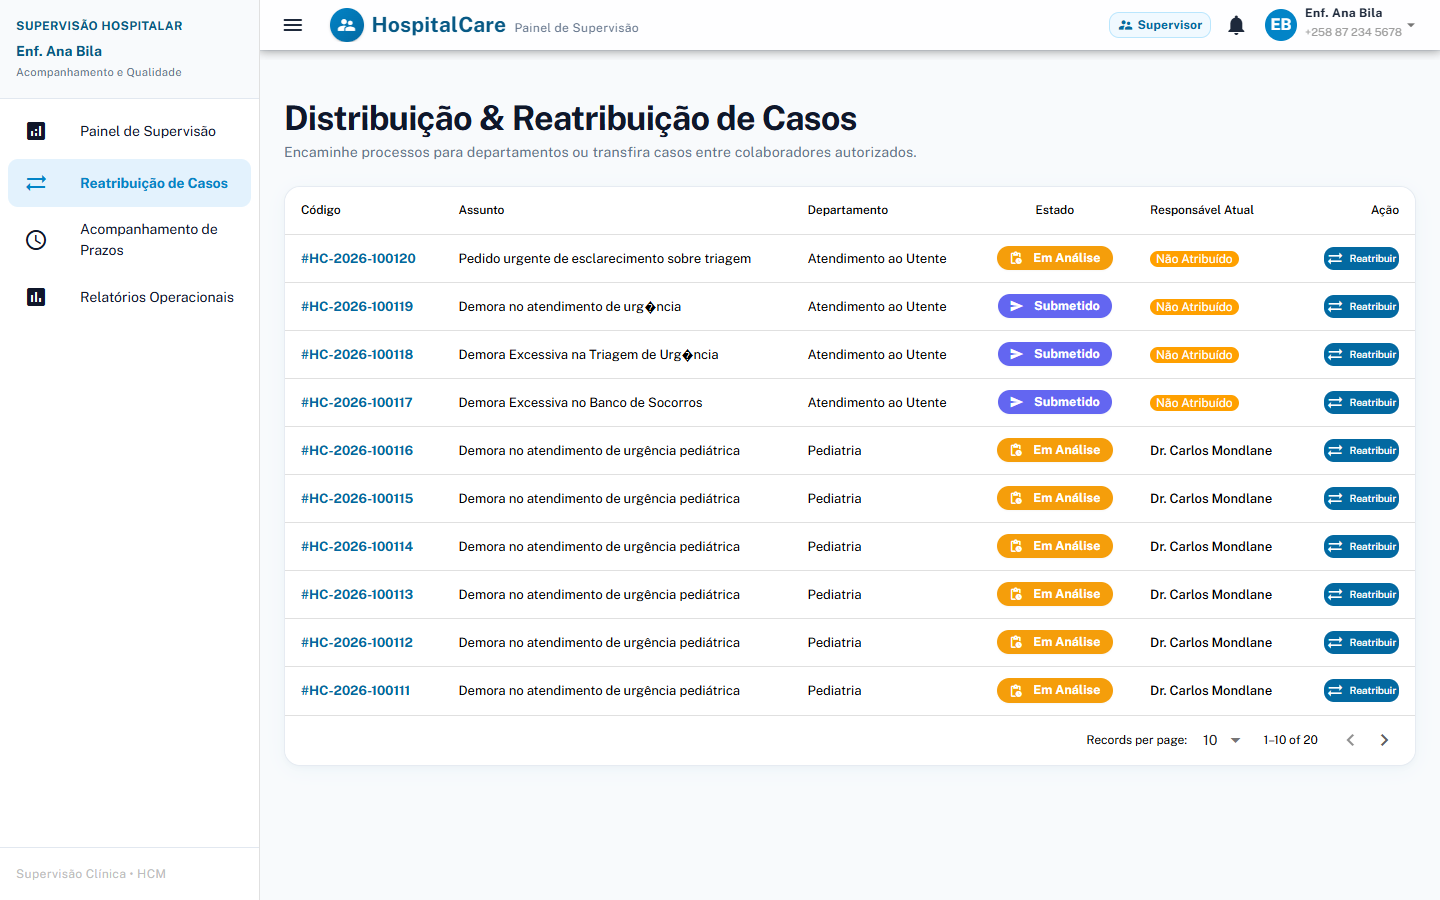 SUPERVISÃO HOSPITALAR
Enf. Ana Bila
Acompanhamento e Qualidade
Painel de Supervisão
Reatribuição de Casos
Acompanhamento de
Prazos
Relatórios Operacionais
Supervisão Clínica • HCM
HospitalCare Painel de Supervisão
Supervisor
EB
Enf. Ana Bila
+258 87 234 5678
Distribuição & Reatribuição de Casos
Encaminhe processos para departamentos ou transfira casos entre colaboradores autorizados.
Código Assunto Departamento Estado Responsável Atual Ação
#HC-2026-100120 Pedido urgente de esclarecimento sobre triagem Atendimento ao Utente Em Análise Não Atribuído Reatribuir
#HC-2026-100119 Demora no atendimento de urg�ncia Atendimento ao Utente Submetido Não Atribuído Reatribuir
#HC-2026-100118 Demora Excessiva na Triagem de Urg�ncia Atendimento ao Utente Submetido Não Atribuído Reatribuir
#HC-2026-100117 Demora Excessiva no Banco de Socorros Atendimento ao Utente Submetido Não Atribuído Reatribuir
#HC-2026-100116 Demora no atendimento de urgência pediátrica Pediatria Em Análise Dr. Carlos Mondlane Reatribuir
#HC-2026-100115 Demora no atendimento de urgência pediátrica Pediatria Em Análise Dr. Carlos Mondlane Reatribuir
#HC-2026-100114 Demora no atendimento de urgência pediátrica Pediatria Em Análise Dr. Carlos Mondlane Reatribuir
#HC-2026-100113 Demora no atendimento de urgência pediátrica Pediatria Em Análise Dr. Carlos Mondlane Reatribuir
#HC-2026-100112 Demora no atendimento de urgência pediátrica Pediatria Em Análise Dr. Carlos Mondlane Reatribuir
#HC-2026-100111 Demora no atendimento de urgência pediátrica Pediatria Em Análise Dr. Carlos Mondlane Reatribuir
Records per page: 10 1–10 of 20